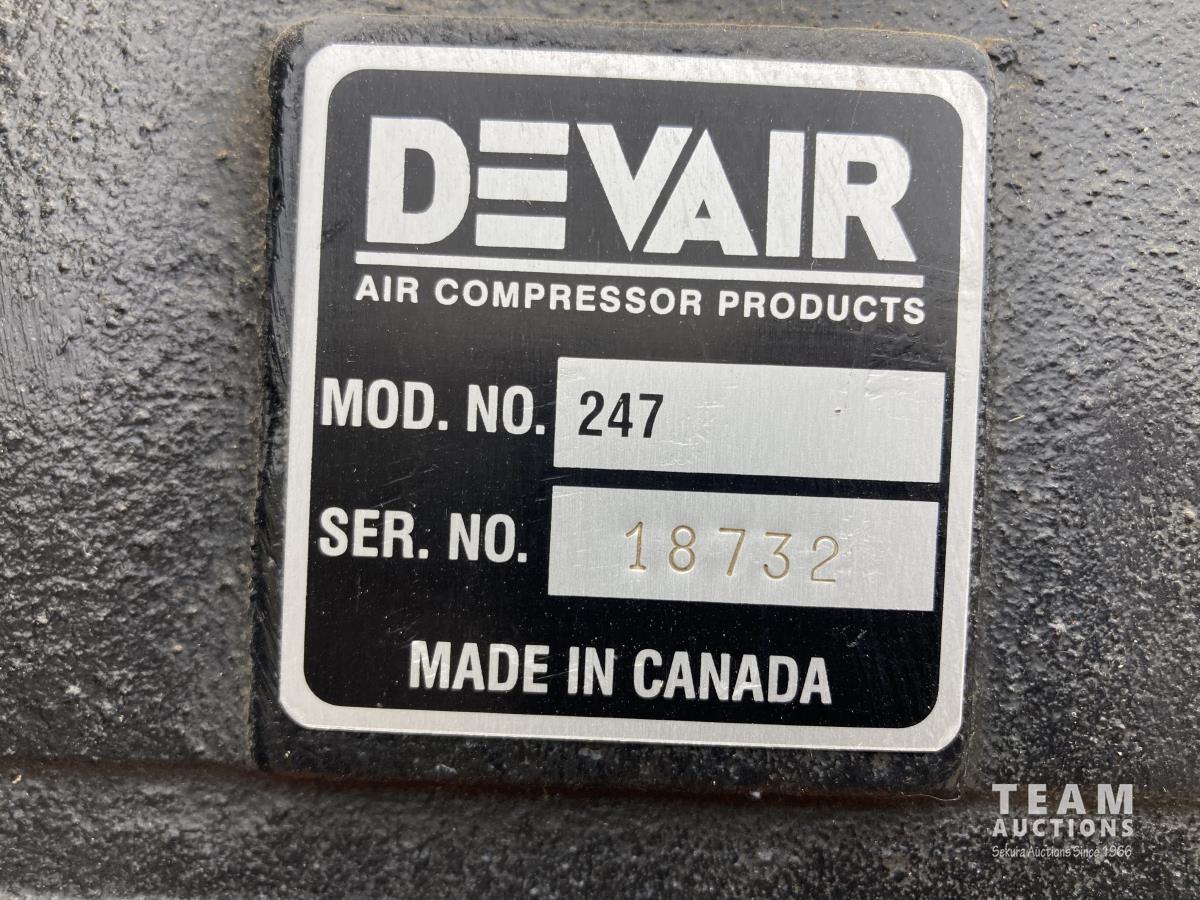 DEVAIR
AIR COMPRESSOR PRODUCTS
MOD. NO. 247
SER. NO. 18732
MADE IN CANADA
TEAM
AUCTIONS
Sekura Auctions Since 1966